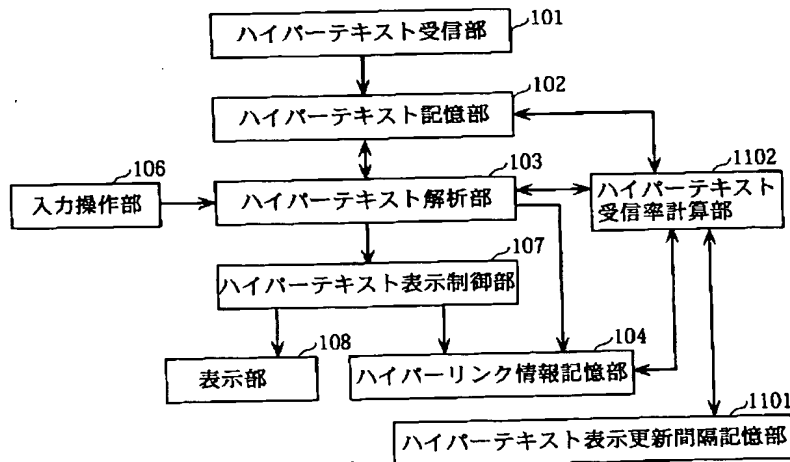 101
ハイパーテキスト受信部
102
ハイパーテキスト記憶部
106
103
1102
入力操作部
ハイパーテキスト解析部
ハイパーテキスト
受信率計算部
107
ハイパーテキスト表示制御部
108
104
表示部
ハイパーリンク情報記憶部
1101
ハイパーテキスト表示更新間隔記憶部